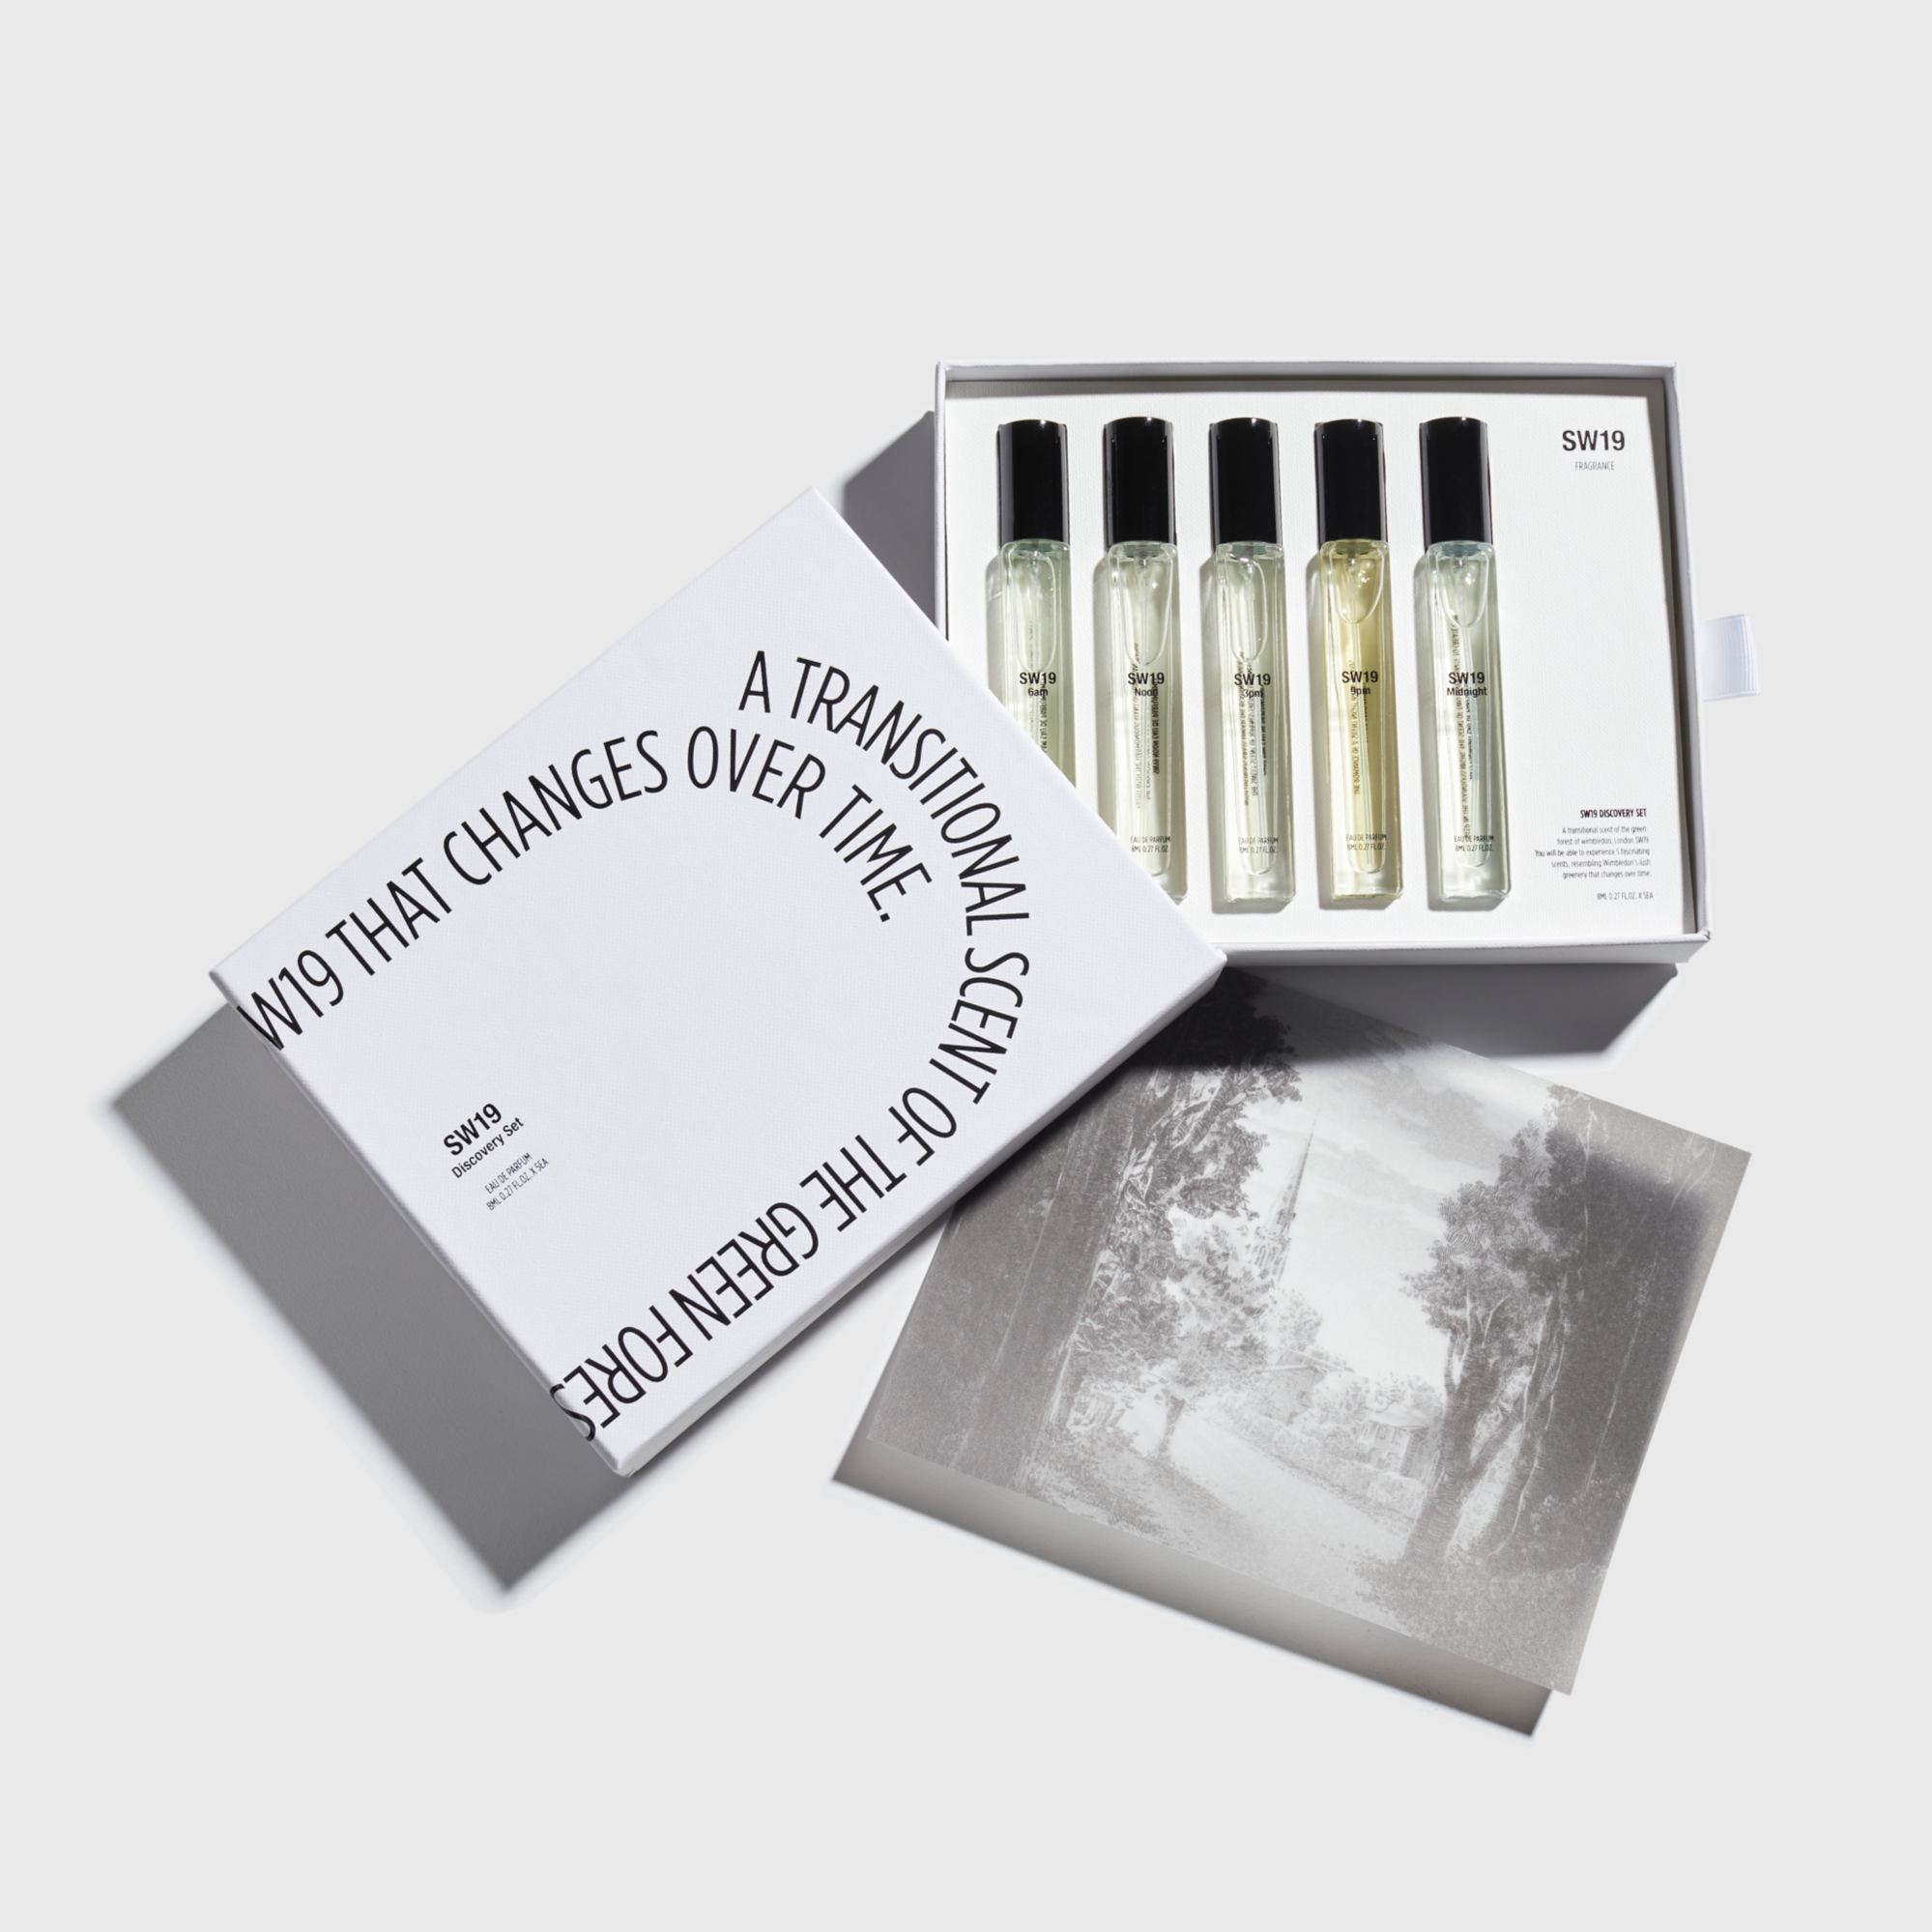 A TRANSITIONAL SCENT OF THE GREEN FORES
W19 THAT CHANGES OVER TIME.
SW19
Discovery Set
EAU DE PARFUM
8ML 0.27 FL.OZ. X 5EA
SW19
6am
SW19
Noon
EAU DE PARFUM
8ML 0.27 FL.OZ.
SW19
3pm
EAU DE PARFUM
8ML 0.27 FL.OZ.
SW19
9pm
EAU DE PARFUM
8ML 0.27 FL.OZ.
SW19
Midnight
EAU DE PARFUM
8ML 0.27 FL.OZ.
SW19
FRAGRANCE
SW19 DISCOVERY SET
A transitional scent of the green
forest of wimbledon, London SW19.
You will be able to experience 5 fascinating
scents, resembling Wimbledon's lush
greenery that changes over time.
8ML 0.27 FL.OZ. X 5EA